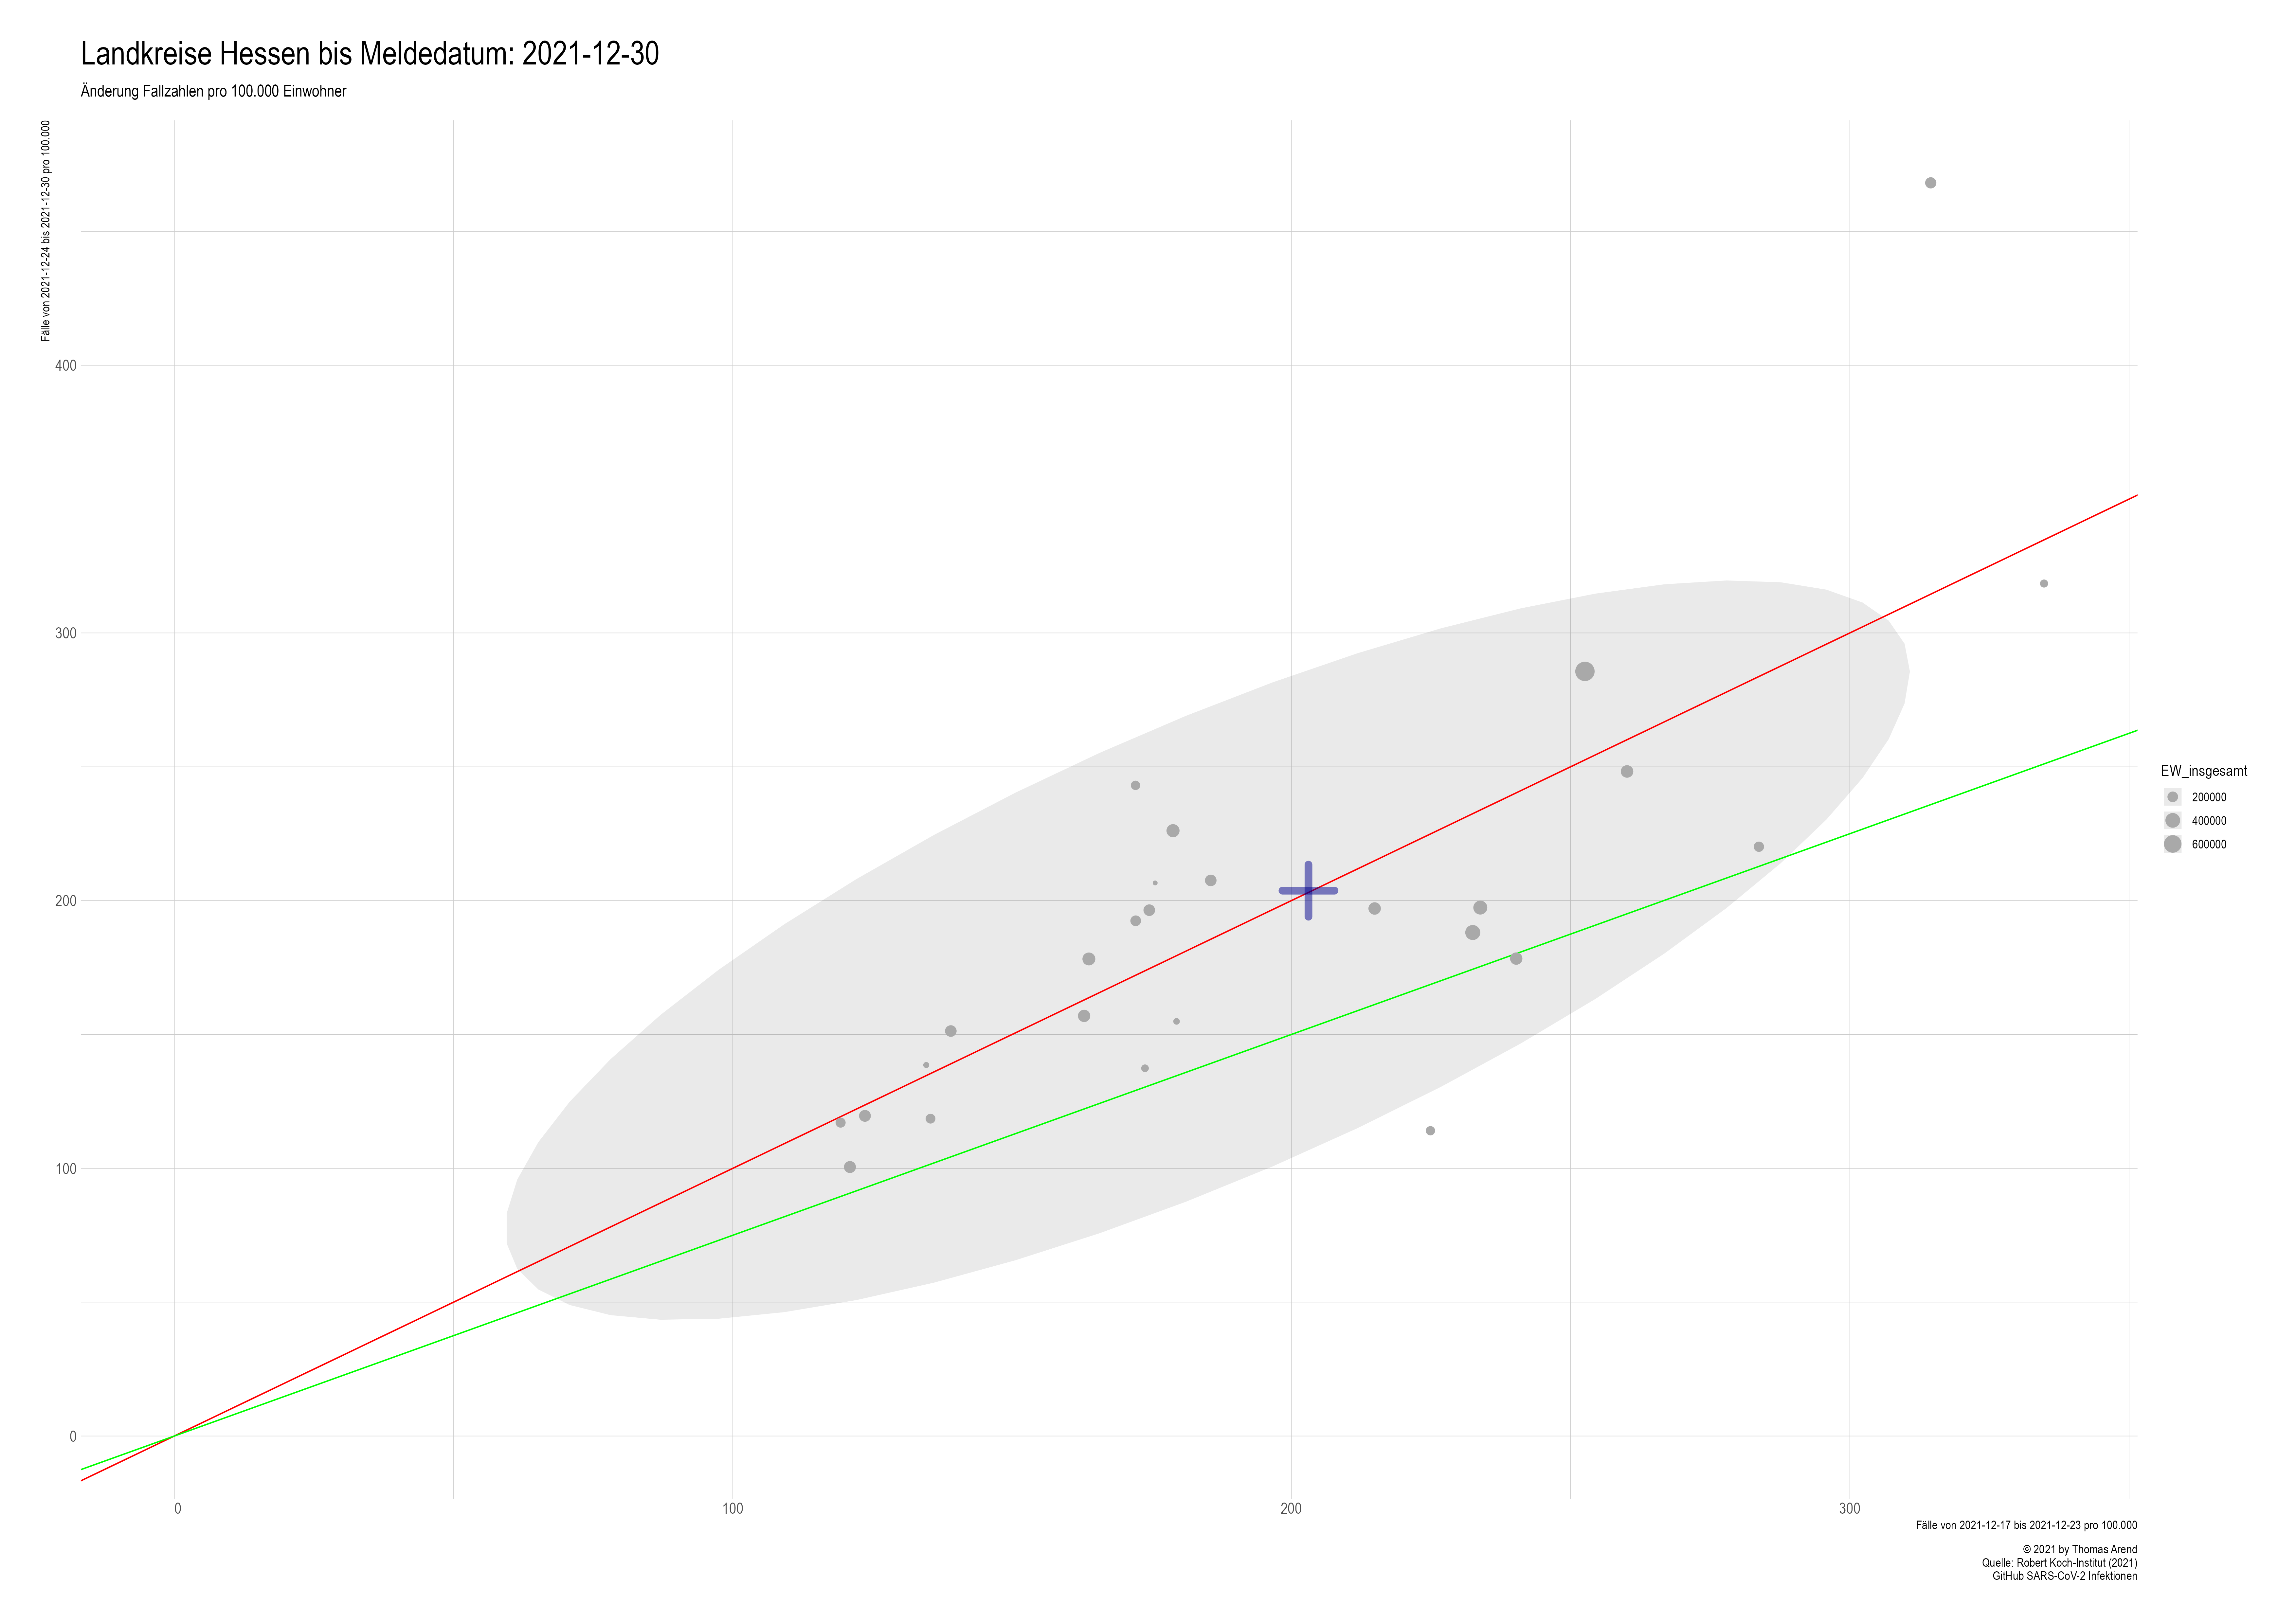 Landkreise Hessen bis Meldedatum: 2021-12-30
Änderung Fallzahlen pro 100.000 Einwohner
Fälle von 2021-12-24 bis 2021-12-30 pro 100.000
400
300
200
100
0
0
100
200
300
Fälle von 2021-12-17 bis 2021-12-23 pro 100.000
EW_insgesamt
200000
400000
600000
© 2021 by Thomas Arend
Quelle: Robert Koch-Institut (2021)
GitHub SARS-CoV-2 Infektionen